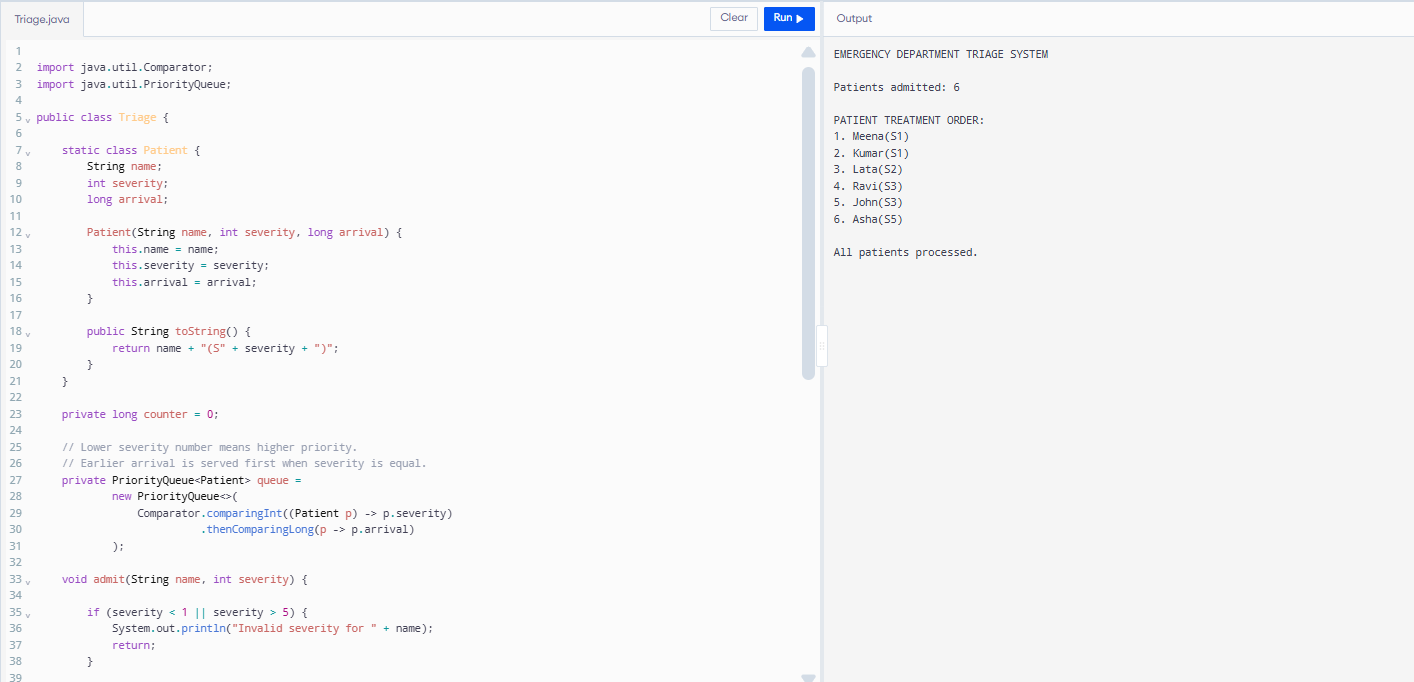 Triage.java
Clear
Run
Output
1
2 import java.util.Comparator;
3 import java.util.PriorityQueue;
4
5 public class Triage {
6
7     static class Patient {
8         String name;
9         int severity;
10         long arrival;
11
12         Patient(String name, int severity, long arrival) {
13             this.name = name;
14             this.severity = severity;
15             this.arrival = arrival;
16         }
17
18         public String toString() {
19             return name + "(S" + severity + ")";
20         }
21     }
22
23     private long counter = 0;
24
25     // Lower severity number means higher priority.
26     // Earlier arrival is served first when severity is equal.
27     private PriorityQueue<Patient> queue =
28             new PriorityQueue<>(
29                 Comparator.comparingInt((Patient p) -> p.severity)
30                           .thenComparingLong(p -> p.arrival)
31             );
32
33     void admit(String name, int severity) {
34
35         if (severity < 1 || severity > 5) {
36             System.out.println("Invalid severity for " + name);
37             return;
38         }
39
EMERGENCY DEPARTMENT TRIAGE SYSTEM
Patients admitted: 6
PATIENT TREATMENT ORDER:
1. Meena(S1)
2. Kumar(S1)
3. Lata(S2)
4. Ravi(S3)
5. John(S3)
6. Asha(S5)
All patients processed.